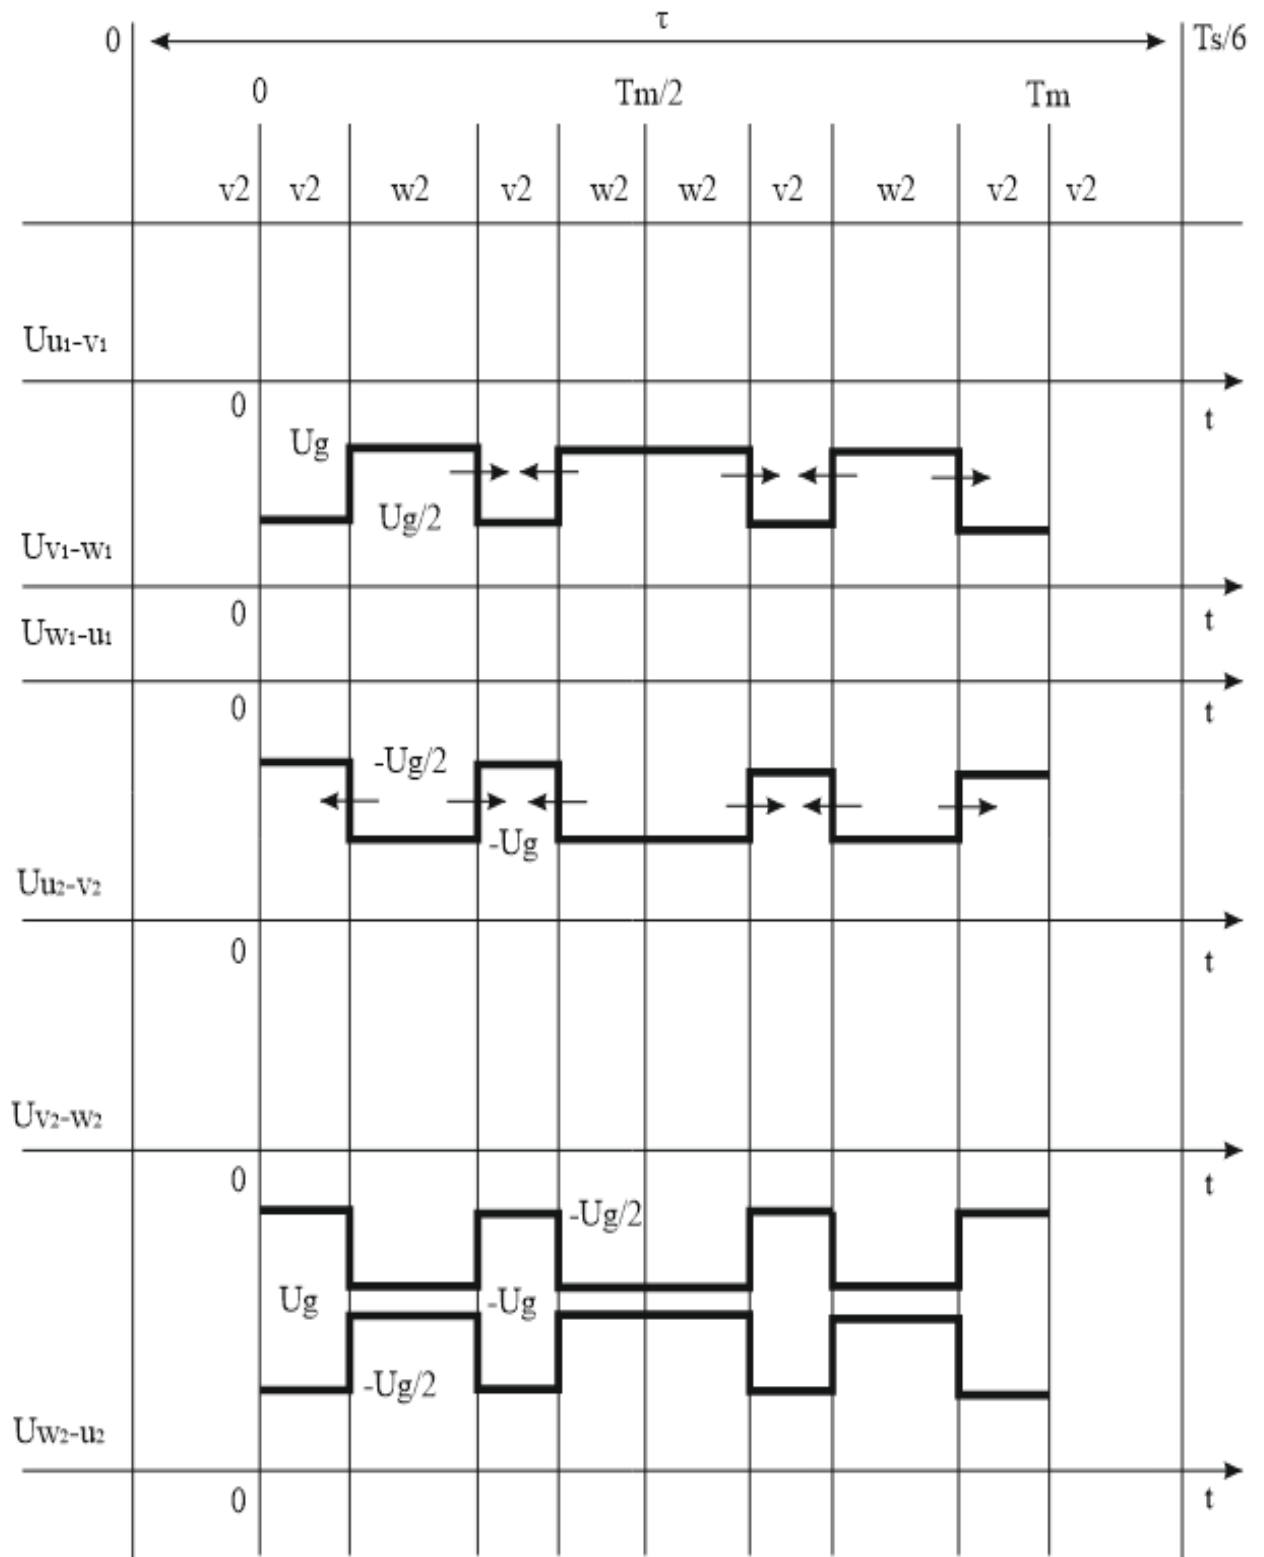 τ
0 Ts/6
0 Tm/2 Tm
v2 v2 w2 v2 w2 w2 v2 w2 v2 v2
Uu1-v1
0 t
Ug
Ug/2
Uv1-w1
0 t
Uw1-u1
0 t
-Ug/2
-Ug
Uu2-v2
0 t
Uv2-w2
0 t
-Ug/2
Ug -Ug
-Ug/2
Uw2-u2
0 t